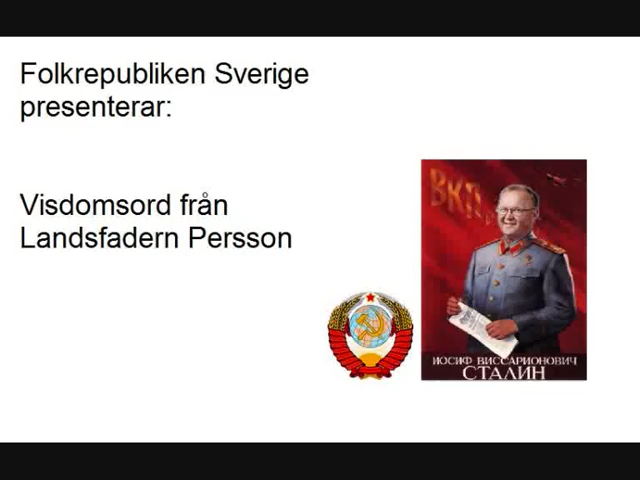 Folkrepubliken Sverige
presenterar:
Visdomsord från
Landsfadern Persson
ВКП
ИОСИФ ВИССАРИОНОВИЧ
СТАЛИН